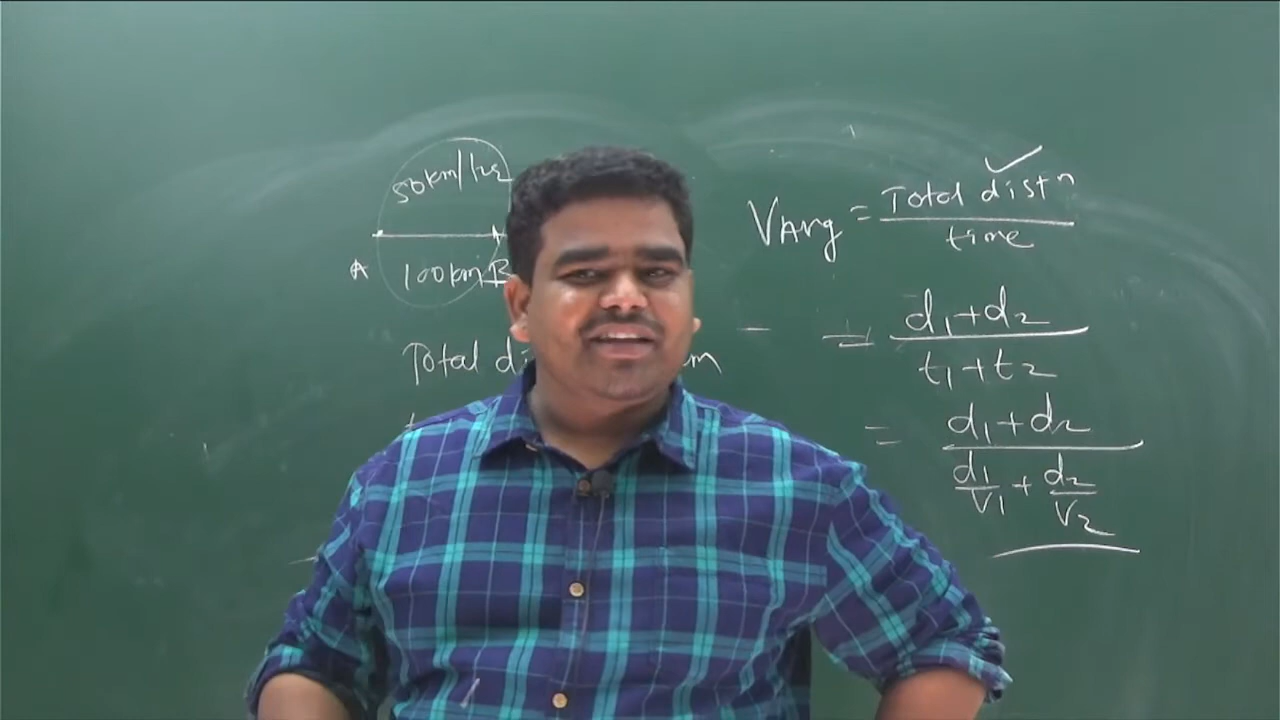 50km/hr
A 100km B
Total di
m
VAvg = Total distn
time
= d1+d2
t1+t2
= d1+d2
d1 + d2
V1 V2